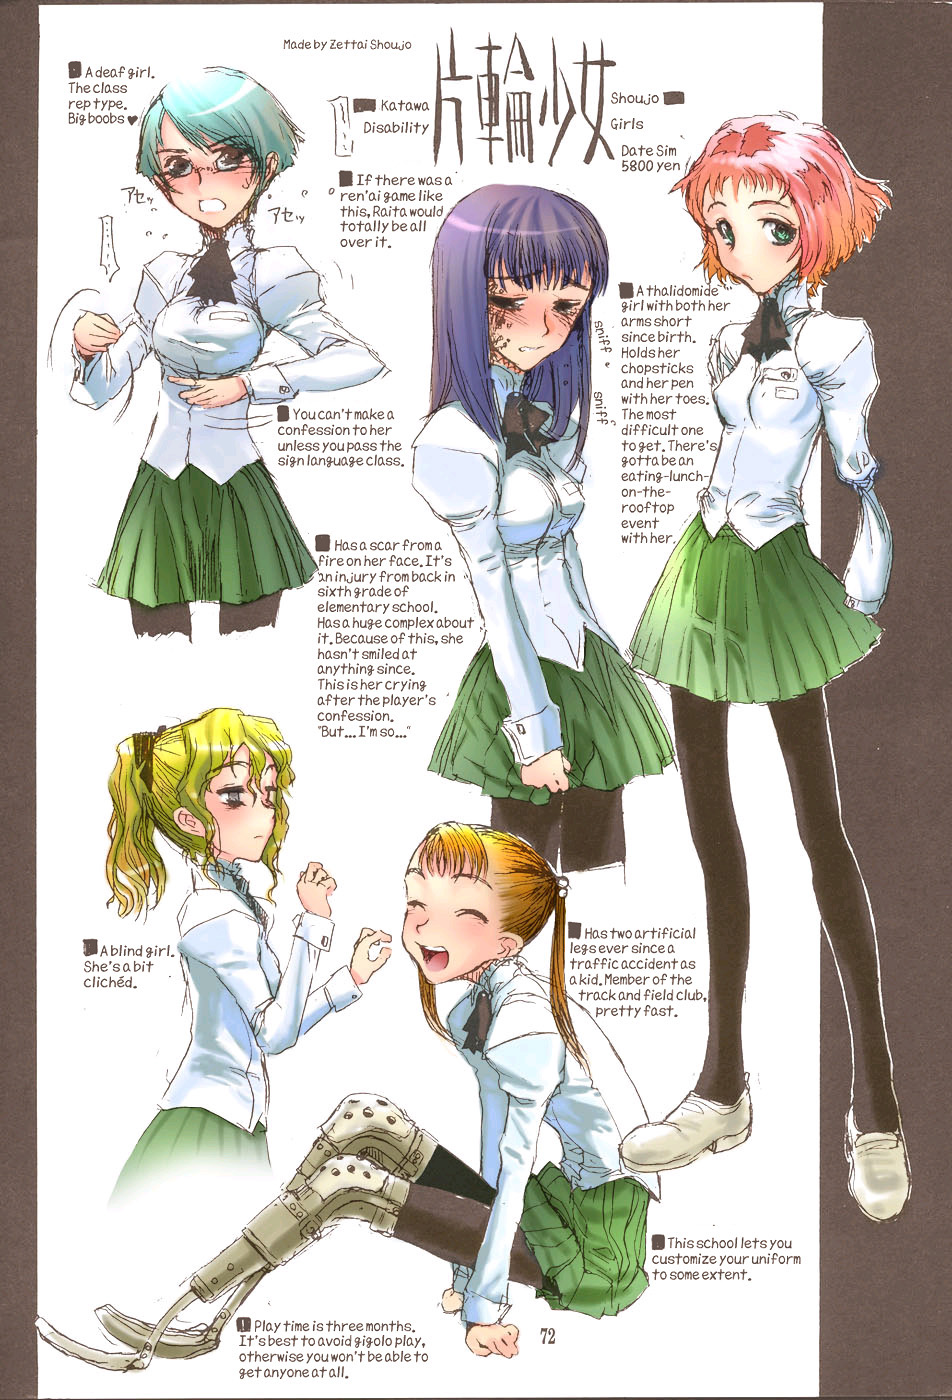 Made by Zettai Shoujo
片輪少女
Katawa
Disability
Shoujo
Girls
Date Sim
5800 yen
A deaf girl.
The class
rep type.
Big boobs ♥
アセッ
アセッ
If there was a
ren'ai game like
this, Raita would
totally be all
over it.
You can't make a
confession to her
unless you pass the
sign language class.
sniff
sniff
A thalidomide
girl with both her
arms short
since birth.
Holds her
chopsticks
and her pen
with her toes.
The most
difficult one
to get. There's
gotta be an
eating-lunch-
on-the-
rooftop
event
with her.
Has a scar from a
fire on her face. It's
an injury from back in
sixth grade of
elementary school.
Has a huge complex about
it. Because of this, she
hasn't smiled at
anything since.
This is her crying
after the player's
confession.
"But... I'm so..."
A blind girl.
She's a bit
clichéd.
Has two artificial
legs ever since a
traffic accident as
a kid. Member of the
track and field club,
pretty fast.
This school lets you
customize your uniform
to some extent.
Play time is three months.
It's best to avoid gigolo play,
otherwise you won't be able to
get anyone at all.
72